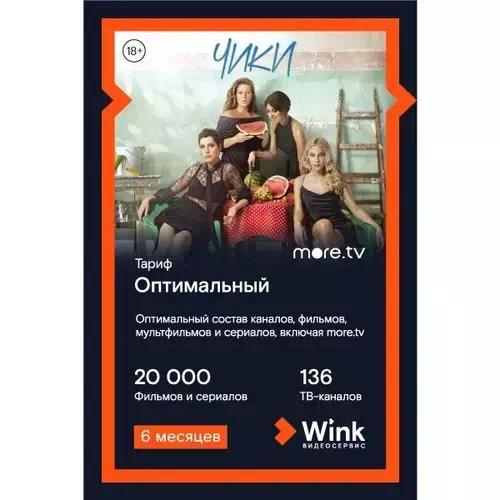 18+
ЧИКИ
more.tv
Тариф
Оптимальный
Оптимальный состав каналов, фильмов,
мультфильмов и сериалов, включая more.tv
20 000
Фильмов и сериалов
136
ТВ-каналов
6 месяцев
Wink
ВИДЕОСЕРВИС